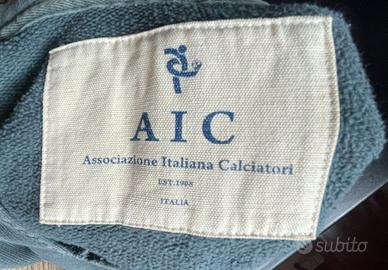 AIC
Associazione Italiana Calciatori
EST.1968
ITALIA
subito